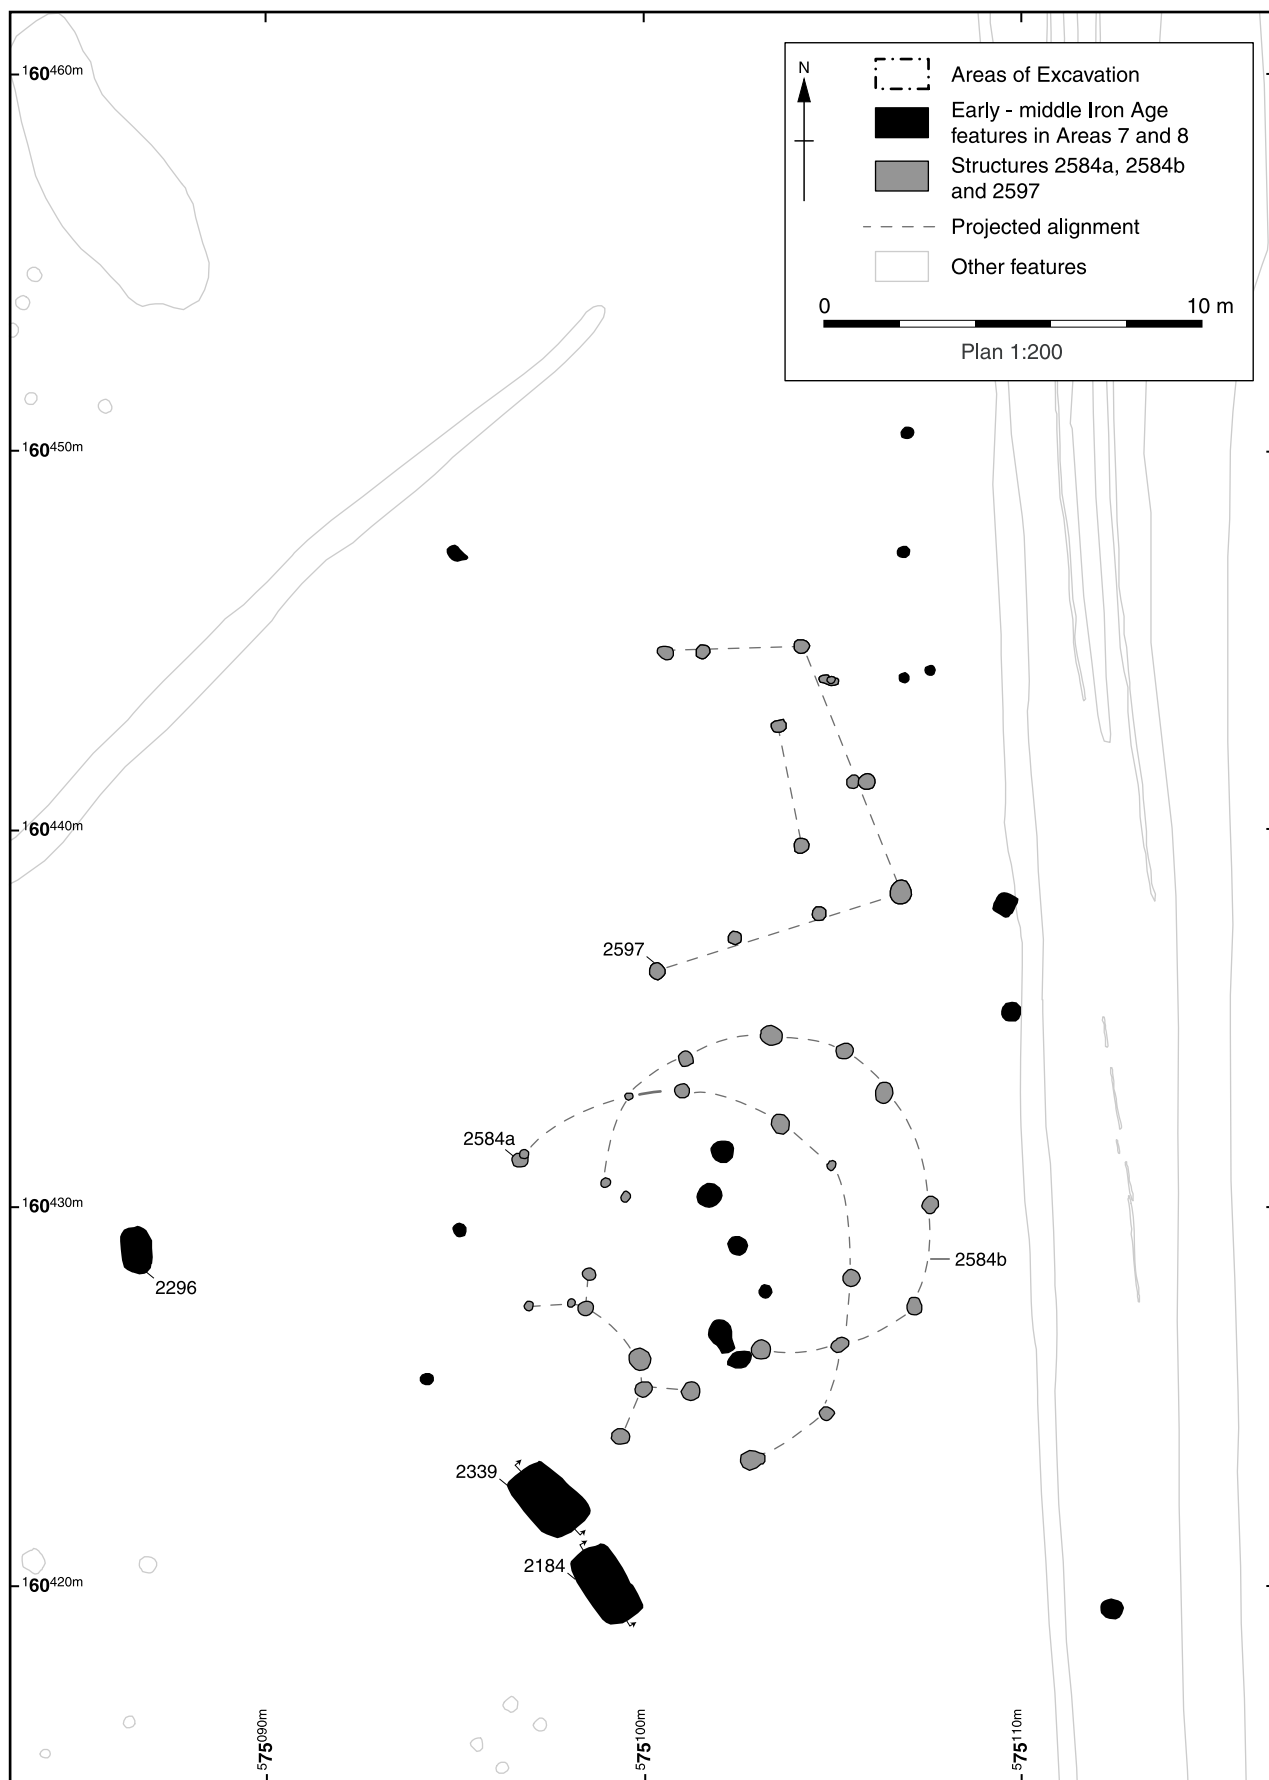 N
Areas of Excavation
Early - middle Iron Age
features in Areas 7 and 8
Structures 2584a, 2584b
and 2597
Projected alignment
Other features
0 10 m
Plan 1:200
160460m
160450m
160440m
2597
2584a
160430m
2584b
2296
2339
2184
160420m
575090m
575100m
575110m